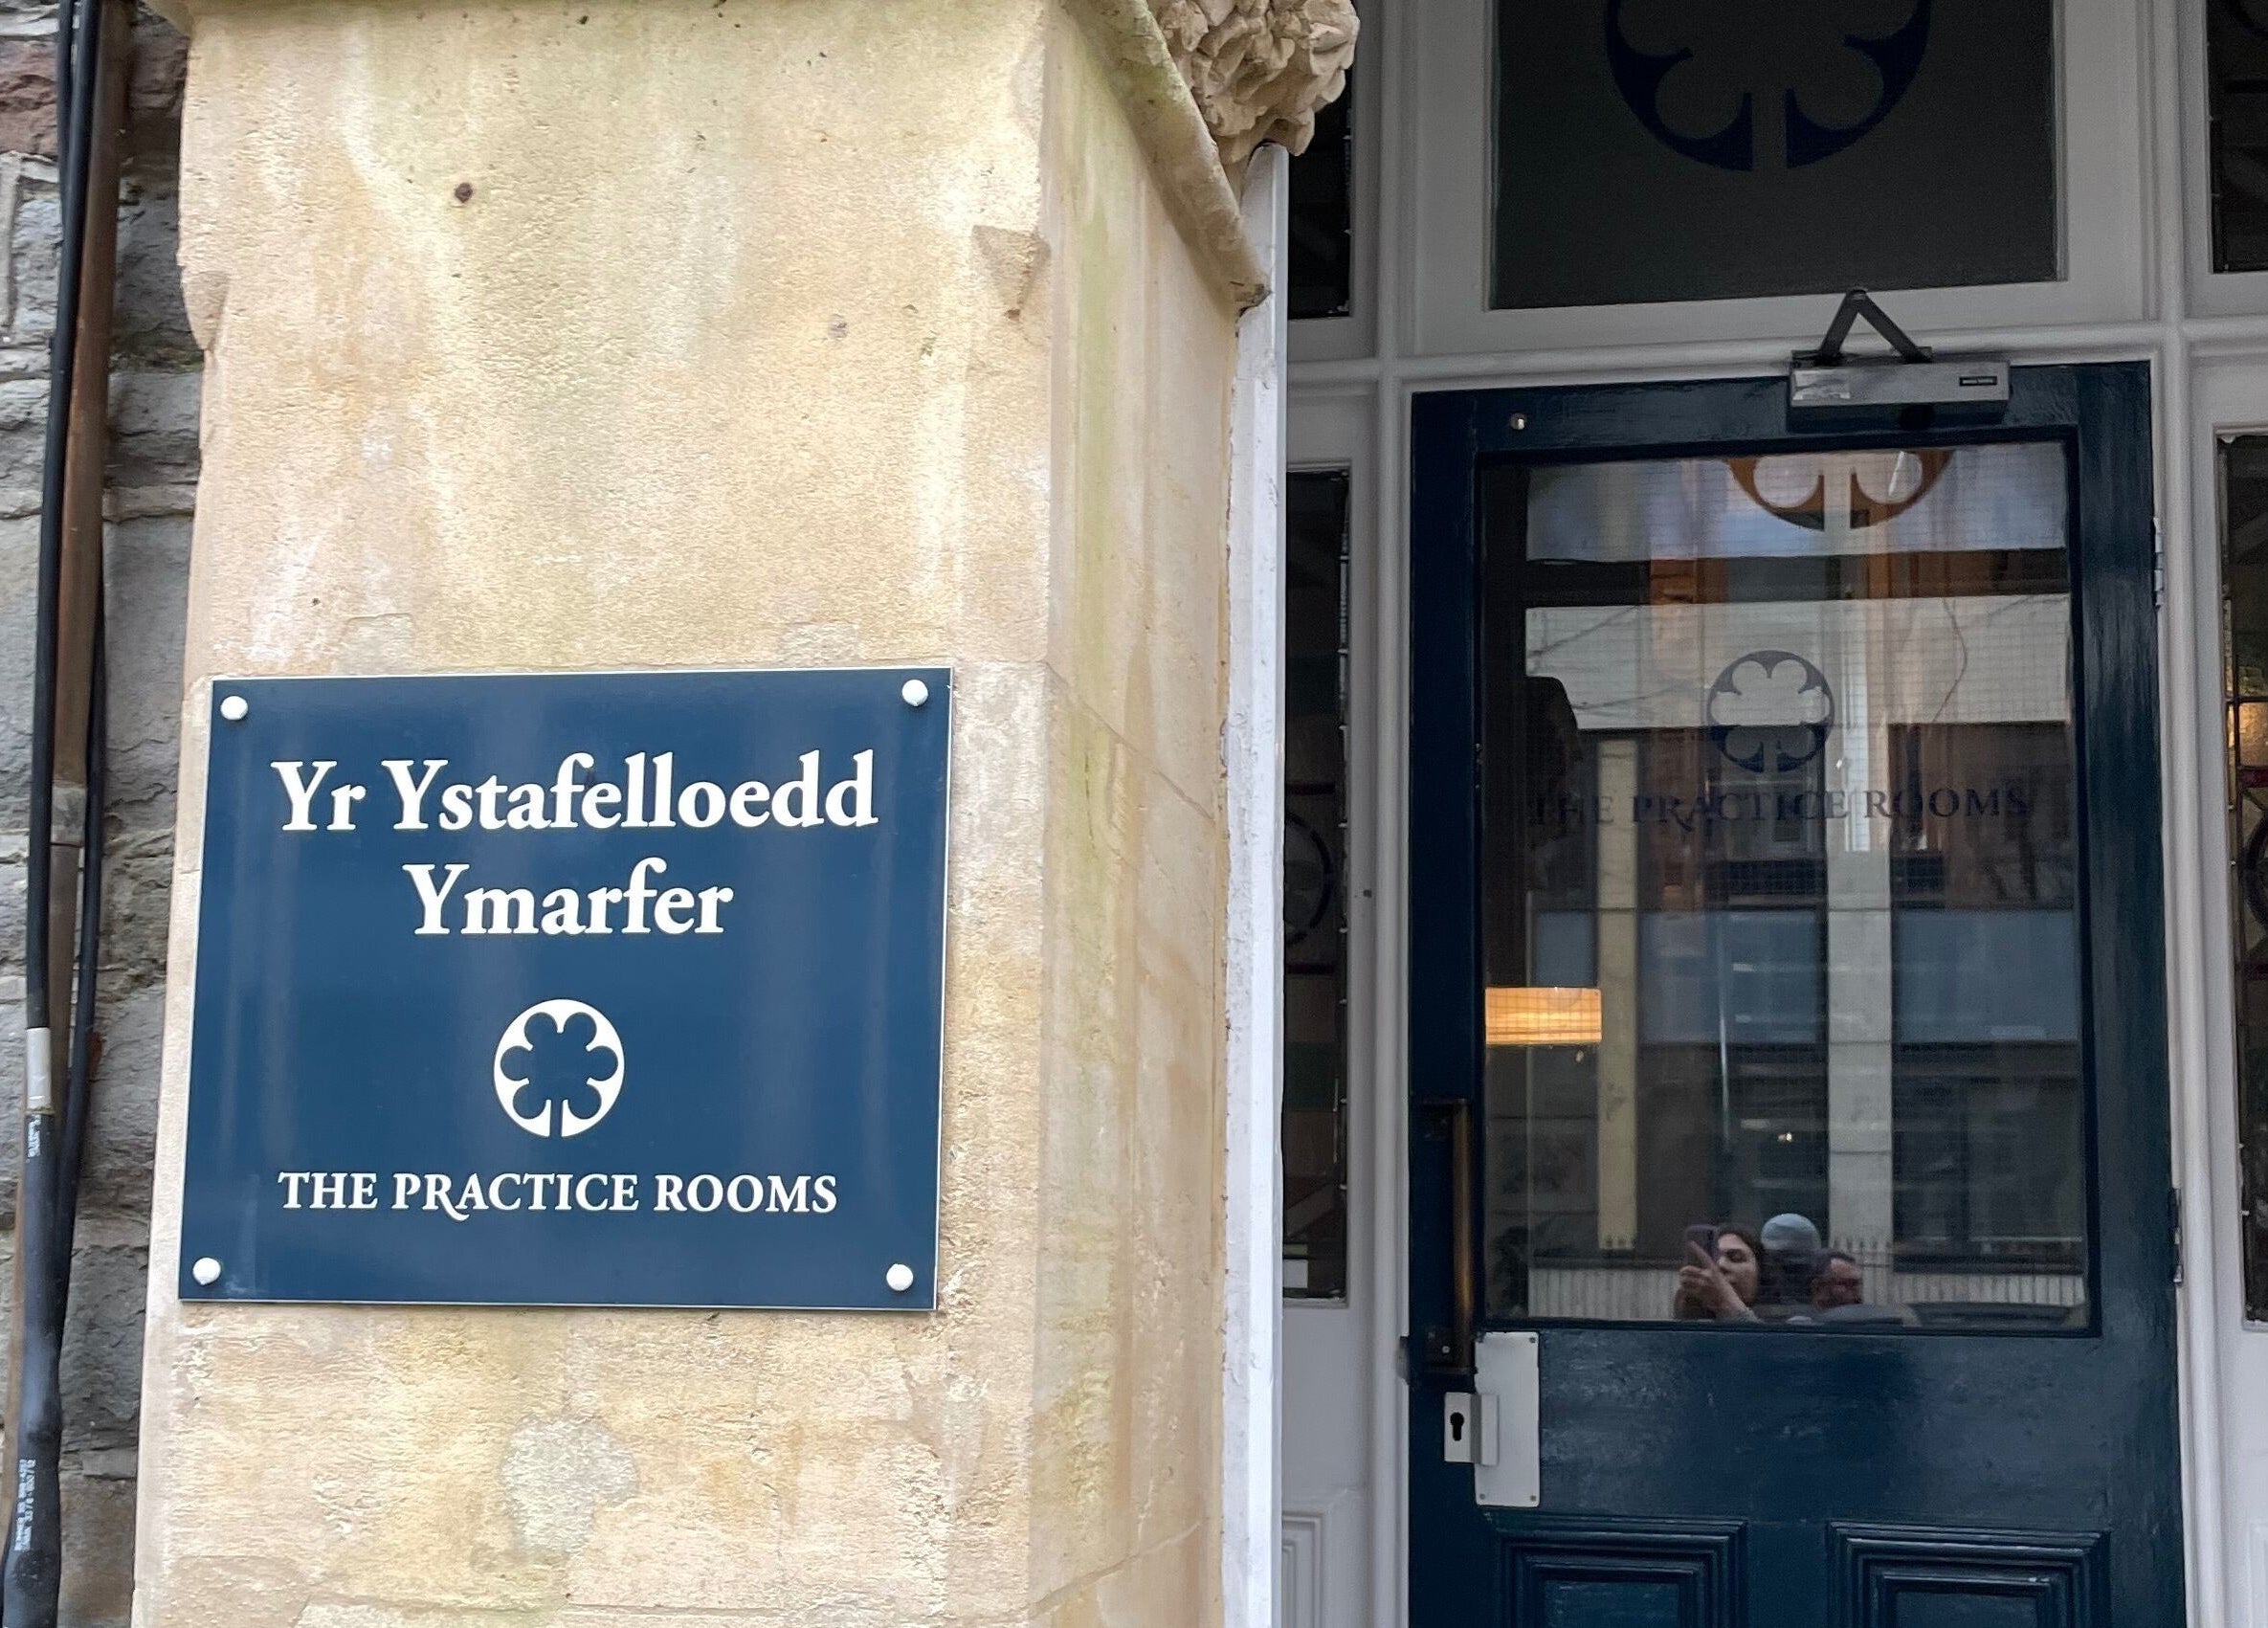 Yr Ystafelloedd
Ymarfer
THE PRACTICE ROOMS
THE PRACTICE ROOMS